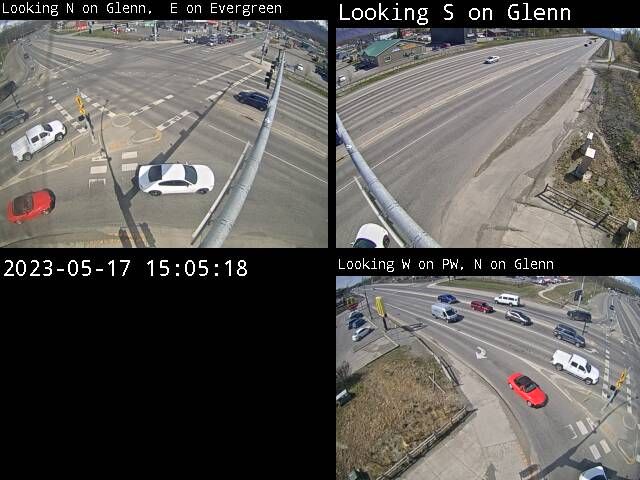 Looking N on Glenn, E on Evergreen
Looking S on Glenn
2023-05-17 15:05:18
Looking W on PW, N on Glenn